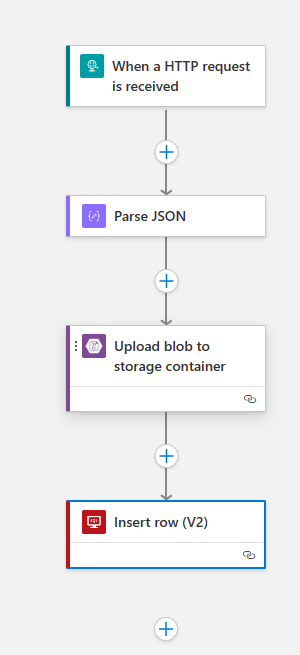 When a HTTP request
is received
Parse JSON
Upload blob to
storage container
Insert row (V2)